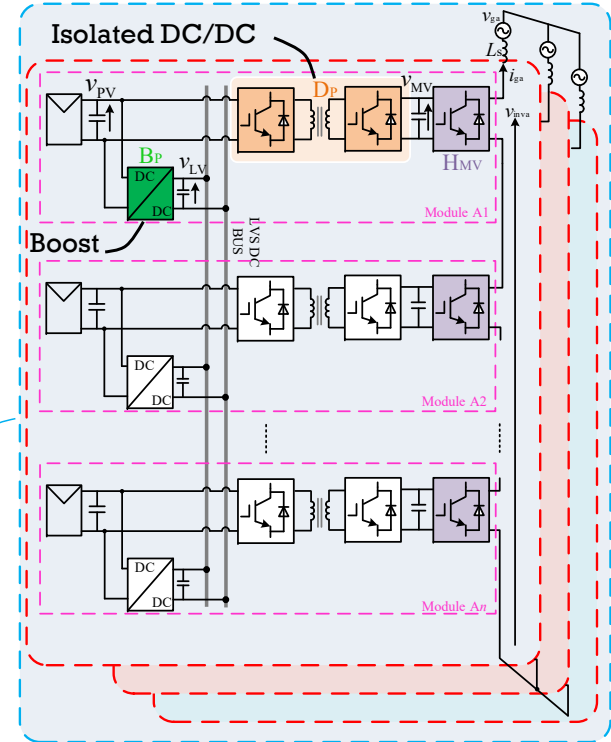 Isolated DC/DC
vga
Ls
iga
vPV
DP
vMV
vinva
BP
vLV
HMV
DC
DC
Module A1
Boost
LVS DC
BUS
DC
DC
Module A2
DC
DC
Module An